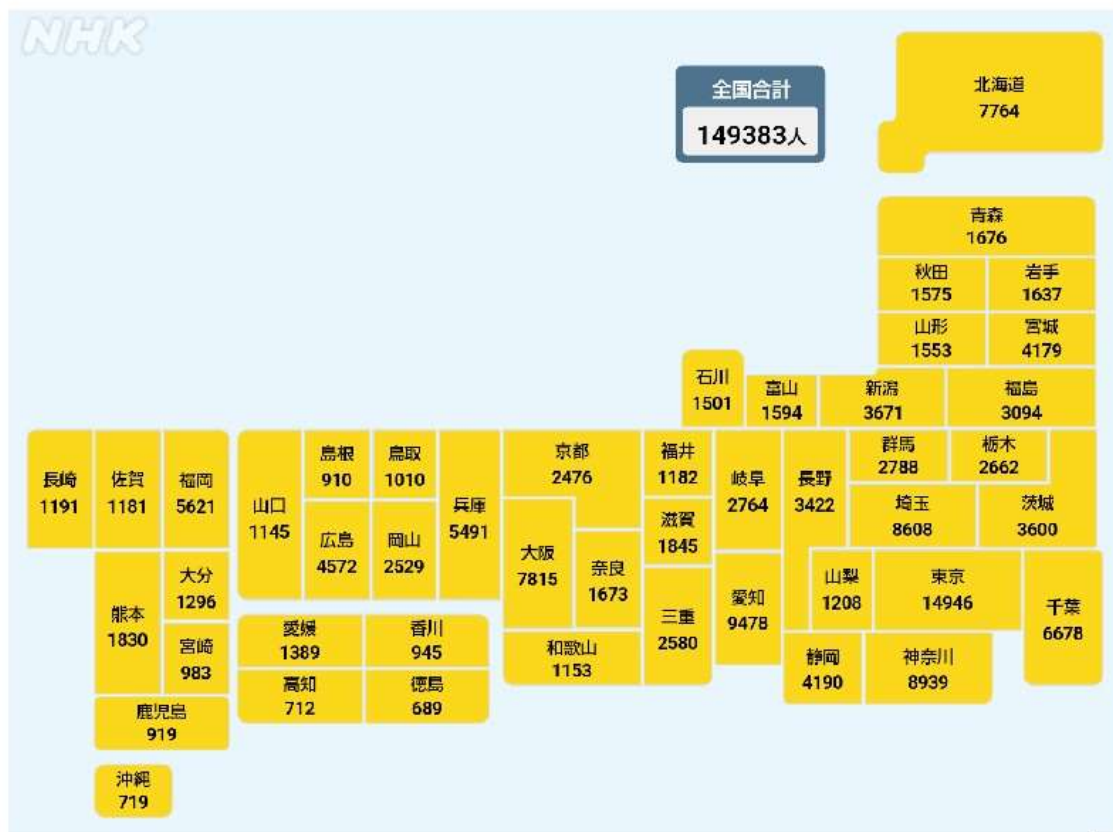 NHK
全国合計
149383人
北海道
7764
青森
1676
秋田
1575
岩手
1637
山形
1553
宮城
4179
石川
1501
富山
1594
新潟
3671
福島
3094
長崎
1191
佐賀
1181
福岡
5621
山口
1145
島根
910
鳥取
1010
兵庫
5491
京都
2476
福井
1182
岐阜
2764
長野
3422
群馬
2788
栃木
2662
埼玉
8608
茨城
3600
広島
4572
岡山
2529
大阪
7815
奈良
1673
滋賀
1845
三重
2580
愛知
9478
山梨
1208
東京
14946
千葉
6678
熊本
1830
大分
1296
宮崎
983
愛媛
1389
香川
945
和歌山
1153
静岡
4190
神奈川
8939
高知
712
徳島
689
鹿児島
919
沖縄
719